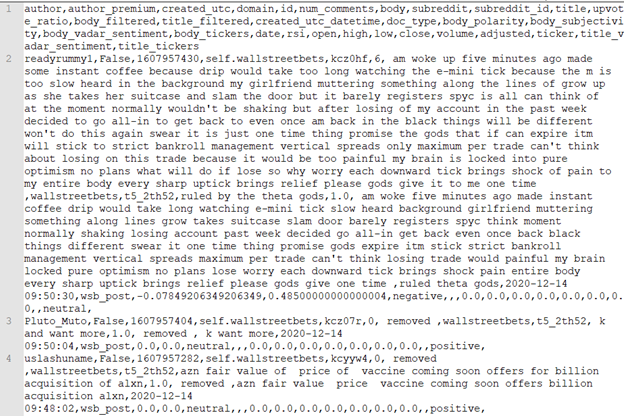 1 author,author_premium,created_utc,domain,id,num_comments,body,subreddit,subreddit_id,title,upvot
e_ratio,body_filtered,title_filtered,created_utc_datetime,doc_type,body_polarity,body_subjectivi
ty,body_vadar_sentiment,body_tickers,date,rsi,open,high,low,close,volume,adjusted,ticker,title_v
adar_sentiment,title_tickers
2 readyrummy1,False,1607957430,self.wallstreetbets,kcz0hf,6, am woke up five minutes ago made
some instant coffee because drip would take too long watching the e-mini tick because the m is
too slow heard in the background my girlfriend muttering something along the lines of grow up
as she takes her suitcase and slam the door but it barely registers spyc is all can think of
at the moment normally wouldn't be shaking but after losing of my account in the past week
decided to go all-in to get back to even once am back in the black things will be different
won't do this again swear it is just one time thing promise the gods that if can expire itm
will stick to strict bankroll management vertical spreads only maximum per trade can't think
about losing on this trade because it would be too painful my brain is locked into pure
optimism no plans what will do if lose so why worry each downward tick brings shock of pain to
my entire body every sharp uptick brings relief please gods give it to me one time
,wallstreetbets,t5_2th52,ruled by the theta gods,1.0, am woke five minutes ago made instant
coffee drip would take long watching e-mini tick slow heard background girlfriend muttering
something along lines grow takes suitcase slam door barely registers spyc think moment
normally shaking losing account past week decided go all-in get back even once back black
things different swear it one time thing promise gods expire itm stick strict bankroll
management vertical spreads maximum per trade can't think losing trade would painful my brain
locked pure optimism no plans lose worry each downward tick brings shock pain entire body
every sharp uptick brings relief please gods give one time ,ruled theta gods,2020-12-14
09:50:30,wsb_post,-0.07849206349206349,0.48500000000000004,negative,,,0.0,0.0,0.0,0.0,0.0,0.0,0.
0,,neutral,
3 Pluto_Muto,False,1607957404,self.wallstreetbets,kcz07r,0, removed ,wallstreetbets,t5_2th52, k
and want more,1.0, removed , k want more,2020-12-14
09:50:04,wsb_post,0.0,0.0,neutral,,,0.0,0.0,0.0,0.0,0.0,0.0,0.0,,positive,
4 uslashuname,False,1607957282,self.wallstreetbets,kcyyw4,0, removed
,wallstreetbets,t5_2th52,azn fair value of  price of  vaccine coming soon offers for billion
acquisition of alxn,1.0, removed ,azn fair value  price  vaccine coming soon offers billion
acquisition alxn,2020-12-14
09:48:02,wsb_post,0.0,0.0,neutral,,,0.0,0.0,0.0,0.0,0.0,0.0,0.0,,positive,